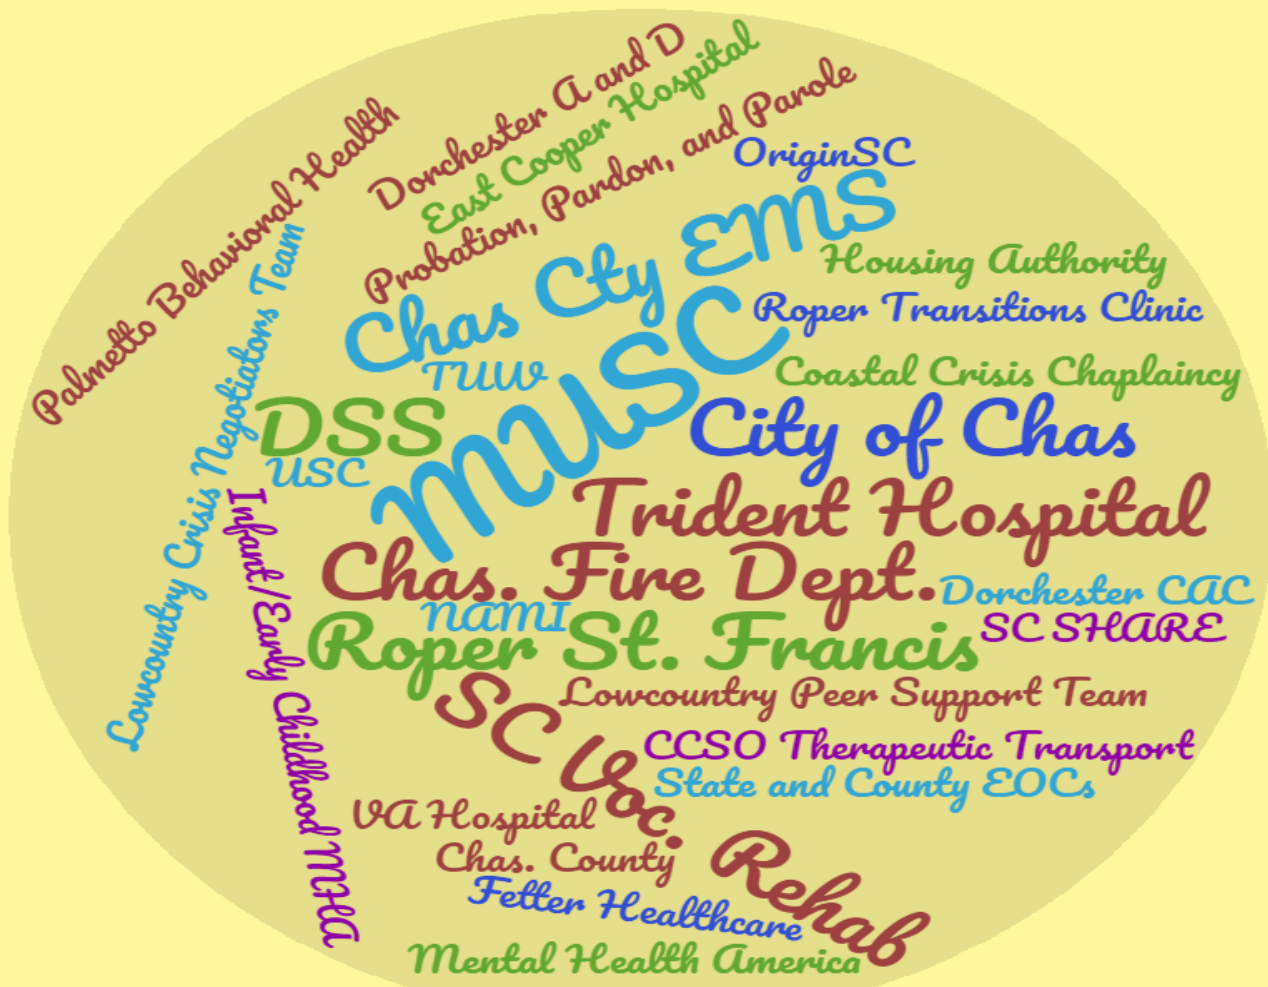 Dorchester A and D
East Cooper Hospital
Probation, Pardon, and Parole
Palmetto Behavioral Health
OriginSC
Chas Cty EMS
Housing Authority
Lowcountry Crisis Negotiators Team
Roper Transitions Clinic
TUW
MUSC
Coastal Crisis Chaplaincy
DSS
City of Chas
USC
Trident Hospital
Infant/Early Childhood MHA
Chas. Fire Dept.
Dorchester CAC
NAMI
SC SHARE
Roper St. Francis
Lowcountry Peer Support Team
SC Voc. Rehab
CCSO Therapeutic Transport
State and County EOCs
VA Hospital
Chas. County
Fetter Healthcare
Mental Health America